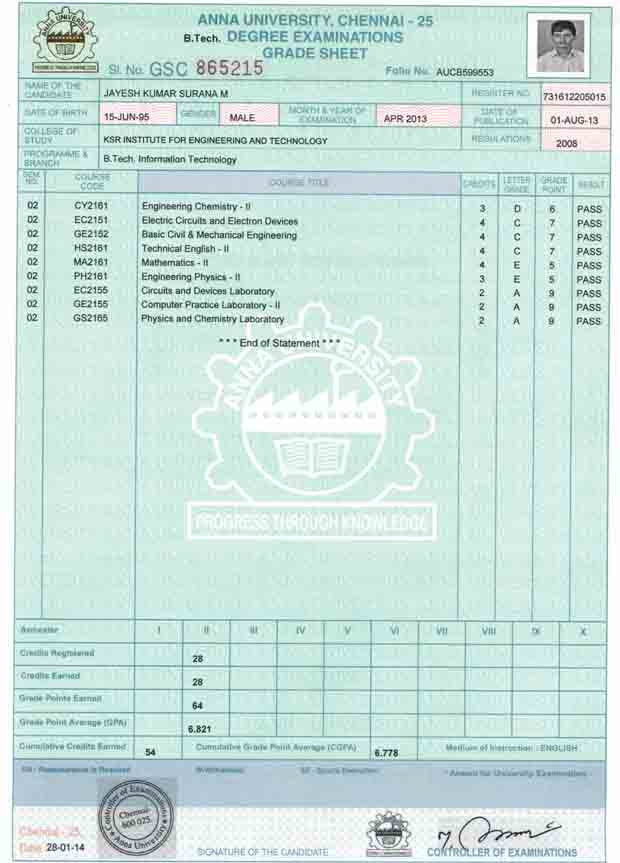 ANNA UNIVERSITY, CHENNAI - 25
B.Tech. DEGREE EXAMINATIONS
GRADE SHEET
ANNA UNIVERSITY
PROGRESS THROUGH KNOWLEDGE
Sl. No. GSC 865215 Folio No. AUCB599553
NAME OF THE CANDIDATE JAYESH KUMAR SURANA M REGISTER NO. 731612205015
DATE OF BIRTH 15-JUN-95 GENDER MALE MONTH & YEAR OF EXAMINATION APR 2013 DATE OF PUBLICATION 01-AUG-13
COLLEGE OF STUDY KSR INSTITUTE FOR ENGINEERING AND TECHNOLOGY REGULATIONS 2008
PROGRAMME & BRANCH B.Tech. Information Technology
SEM. NO. COURSE CODE COURSE TITLE CREDITS LETTER GRADE GRADE POINT RESULT
02 CY2161 Engineering Chemistry - II 3 D 6 PASS
02 EC2151 Electric Circuits and Electron Devices 4 C 7 PASS
02 GE2152 Basic Civil & Mechanical Engineering 4 C 7 PASS
02 HS2161 Technical English - II 4 C 7 PASS
02 MA2161 Mathematics - II 4 E 5 PASS
02 PH2161 Engineering Physics - II 3 E 5 PASS
02 EC2155 Circuits and Devices Laboratory 2 A 9 PASS
02 GE2155 Computer Practice Laboratory - II 2 A 9 PASS
02 GS2165 Physics and Chemistry Laboratory 2 A 9 PASS
* * * End of Statement * * *
ANNA UNIVERSITY
PROGRESS THROUGH KNOWLEDGE
Semester I II III IV V VI VII VIII IX X
Credits Registered 28
Credits Earned 28
Grade Points Earned 64
Grade Point Average (GPA) 6.821
Cumulative Credits Earned 54 Cumulative Grade Point Average (CGPA) 6.778 Medium of Instruction : ENGLISH
RA - Reappearance is Required W-Withdrawal
Controller of Examinations
Chennai-
600 025.
Anna University
Chennai - 25.
Date 28-01-14
SIGNATURE OF THE CANDIDATE CONTROLLER OF EXAMINATIONS